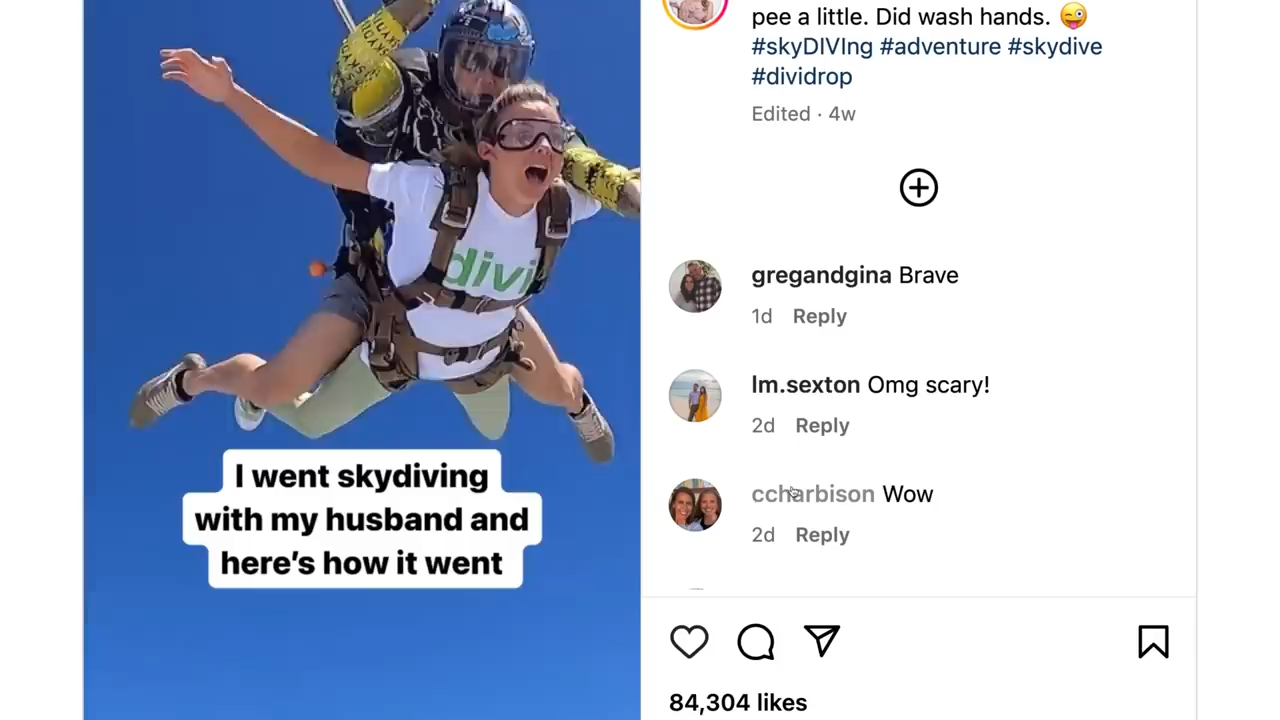 pee a little. Did wash hands. 😜
#skyDIVIng #adventure #skydive
#dividrop
Edited · 4w
divi
gregandgina Brave
1d Reply
lm.sexton Omg scary!
2d Reply
ccharbison Wow
2d Reply
I went skydiving
with my husband and
here's how it went
84,304 likes